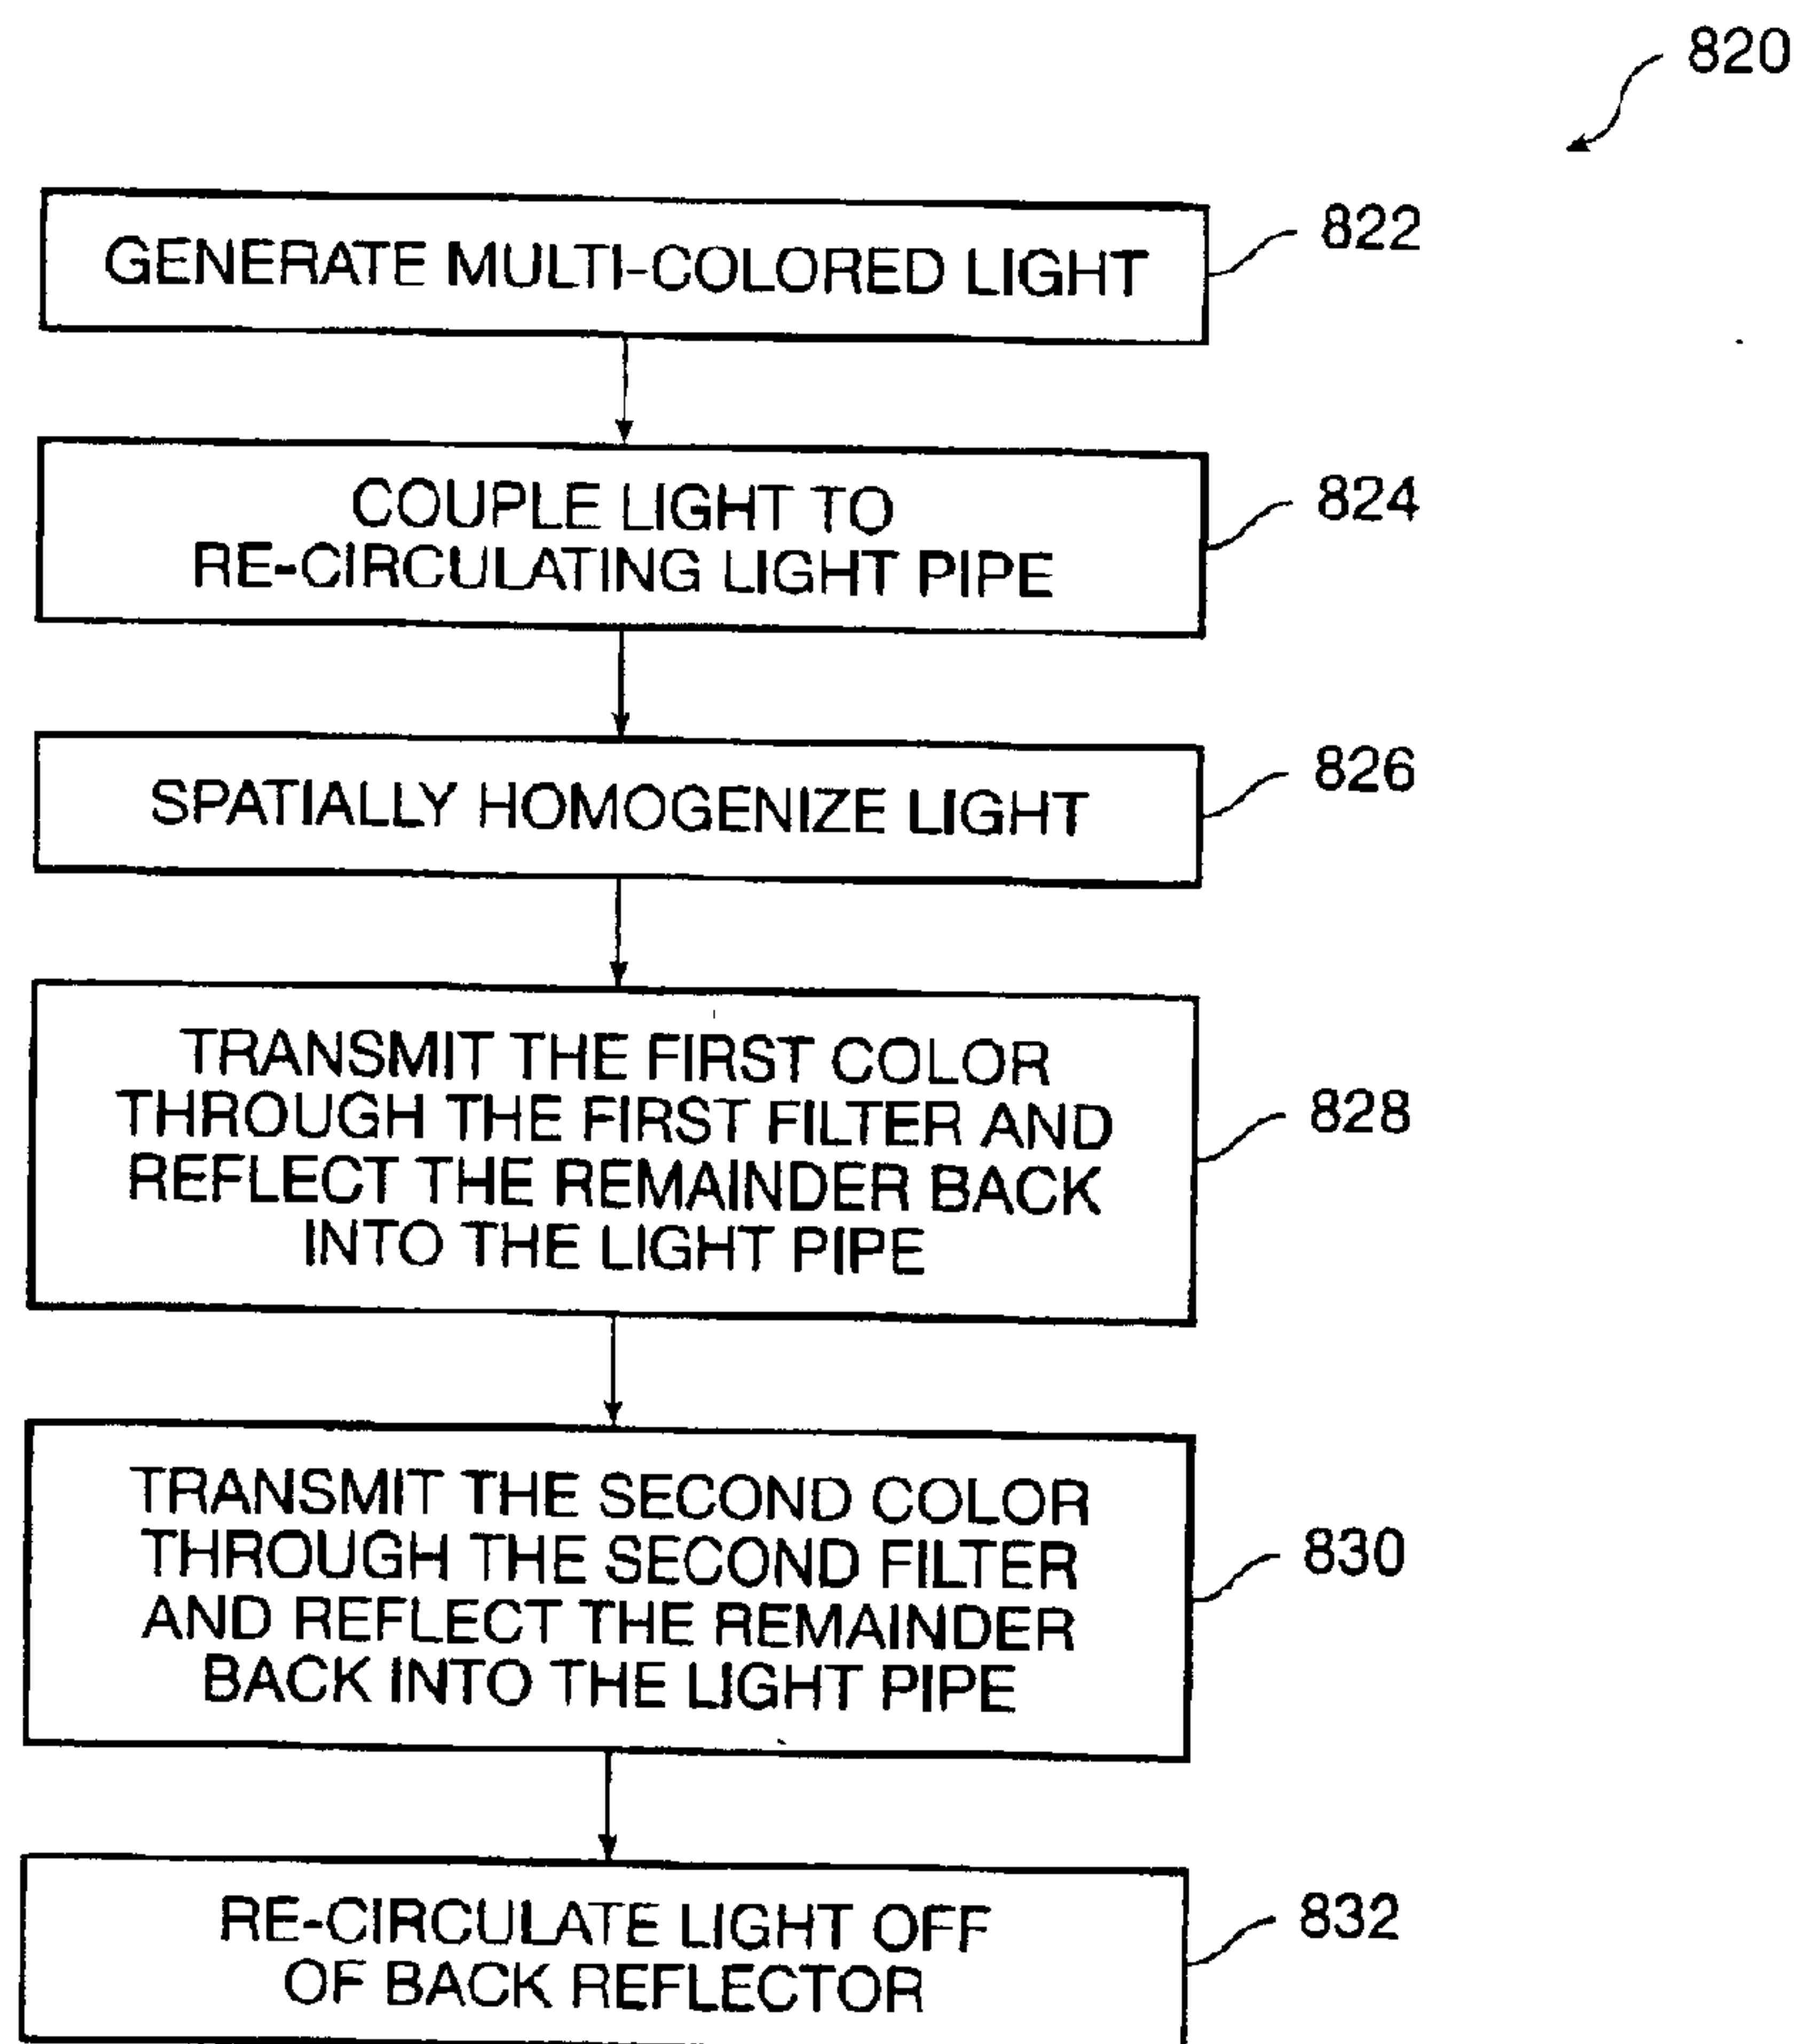 820
GENERATE MULTI-COLORED LIGHT
822
COUPLE LIGHT TO
RE-CIRCULATING LIGHT PIPE
824
SPATIALLY HOMOGENIZE LIGHT
826
TRANSMIT THE FIRST COLOR
THROUGH THE FIRST FILTER AND
REFLECT THE REMAINDER BACK
INTO THE LIGHT PIPE
828
TRANSMIT THE SECOND COLOR
THROUGH THE SECOND FILTER
AND REFLECT THE REMAINDER
BACK INTO THE LIGHT PIPE
830
RE-CIRCULATE LIGHT OFF
OF BACK REFLECTOR
832